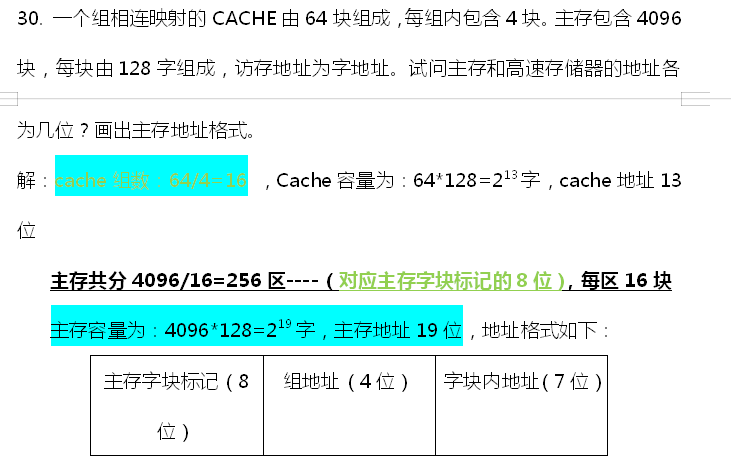 30. 一个组相连映射的 CACHE 由 64 块组成，每组内包含 4 块。主存包含 4096
块，每块由 128 字组成，访存地址为字地址。试问主存和高速存储器的地址各
为几位？画出主存地址格式。
解：cache 组数：64/4=16 ，Cache 容量为：64*128=2¹³字，cache 地址 13
位
主存共分 4096/16=256 区----（对应主存字块标记的 8 位），每区 16 块
主存容量为：4096*128=2¹⁹字，主存地址 19 位，地址格式如下：
主存字块标记（8 组地址（4 位） 字块内地址（7 位）
位）